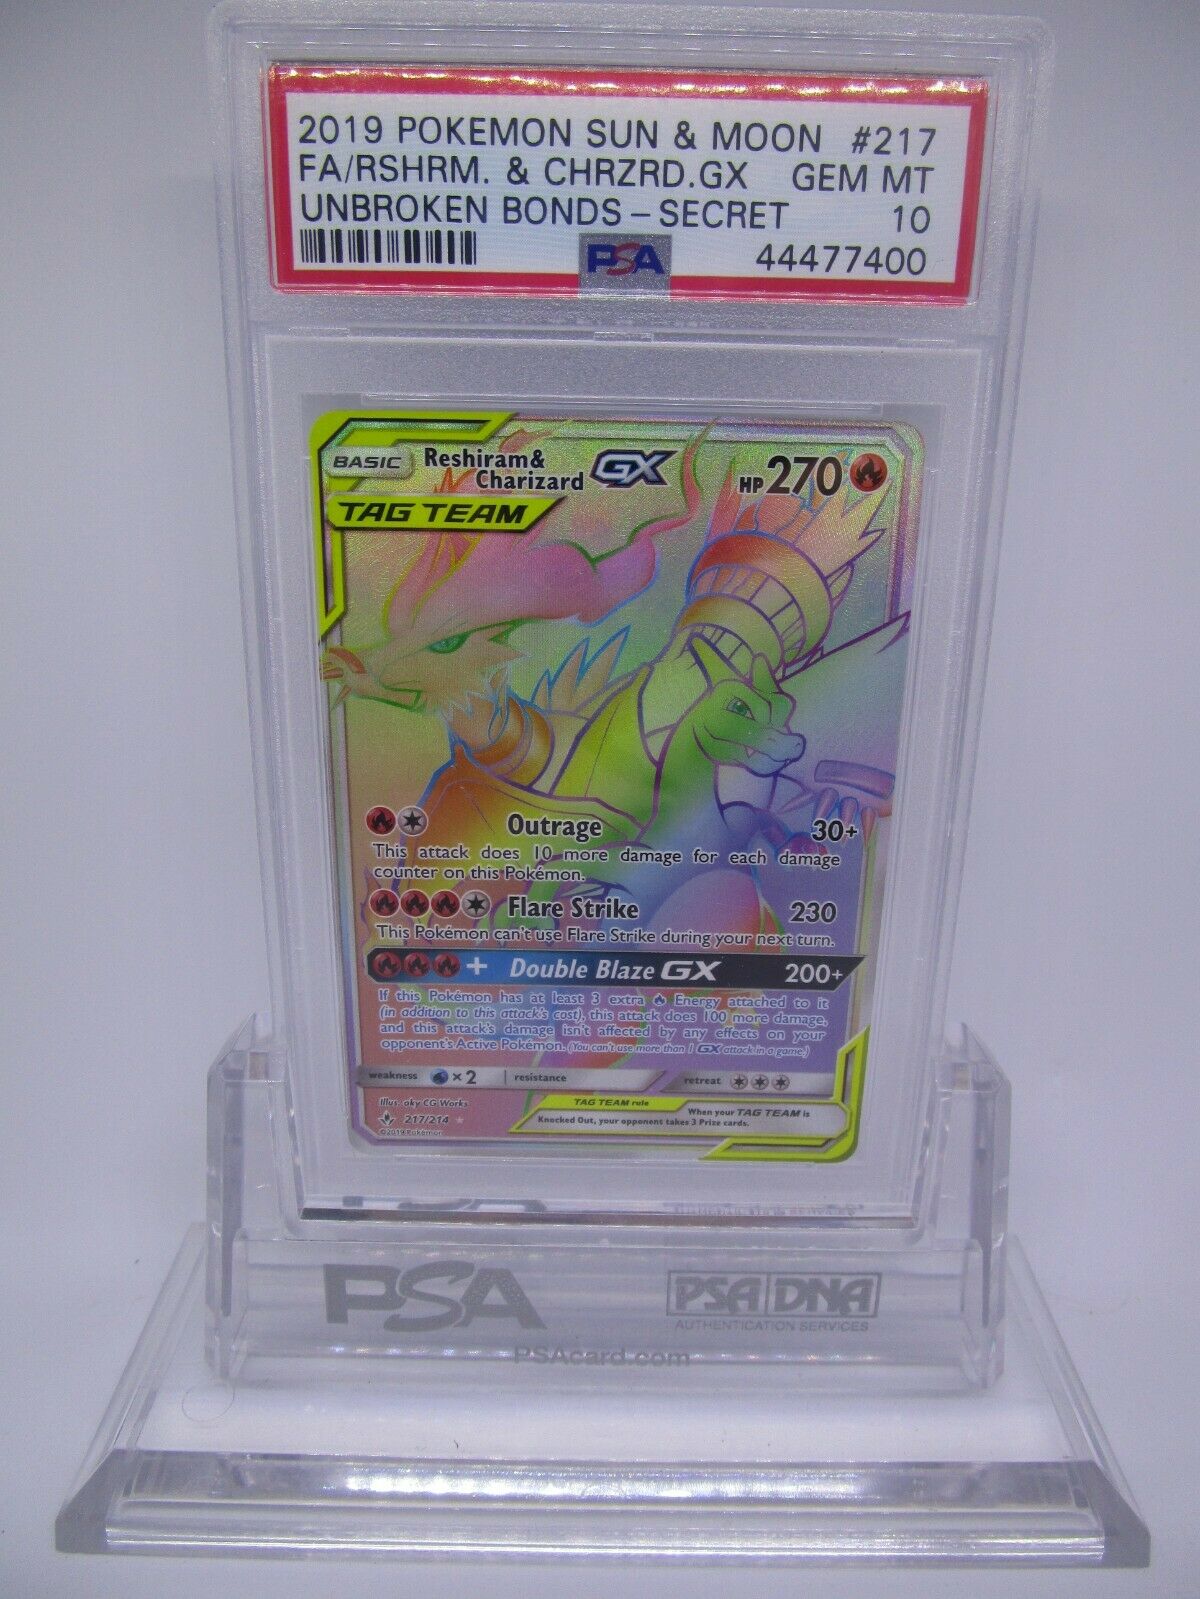 2019 POKEMON SUN & MOON #217
FA/RSHRM. & CHRZRD.GX GEM MT
UNBROKEN BONDS – SECRET 10
PSA 44477400
BASIC Reshiram& Charizard GX HP 270
TAG TEAM
Outrage 30+
This attack does 10 more damage for each damage
counter on this Pokémon.
Flare Strike 230
This Pokémon can't use Flare Strike during your next turn.
+ Double Blaze GX 200+
If this Pokémon has at least 3 extra Energy attached to it
(in addition to this attack's cost), this attack does 100 more damage,
and this attack's damage isn't affected by any effects on your
opponent's Active Pokémon. (You can't use more than 1 GX attack in a game.)
weakness ×2 resistance retreat
Illus. aky CG Works
217/214
©2019 Pokémon
TAG TEAM rule
When your TAG TEAM is
Knocked Out, your opponent takes 3 Prize cards.
PSA PSA DNA
AUTHENTICATION SERVICES
PSAcard.com